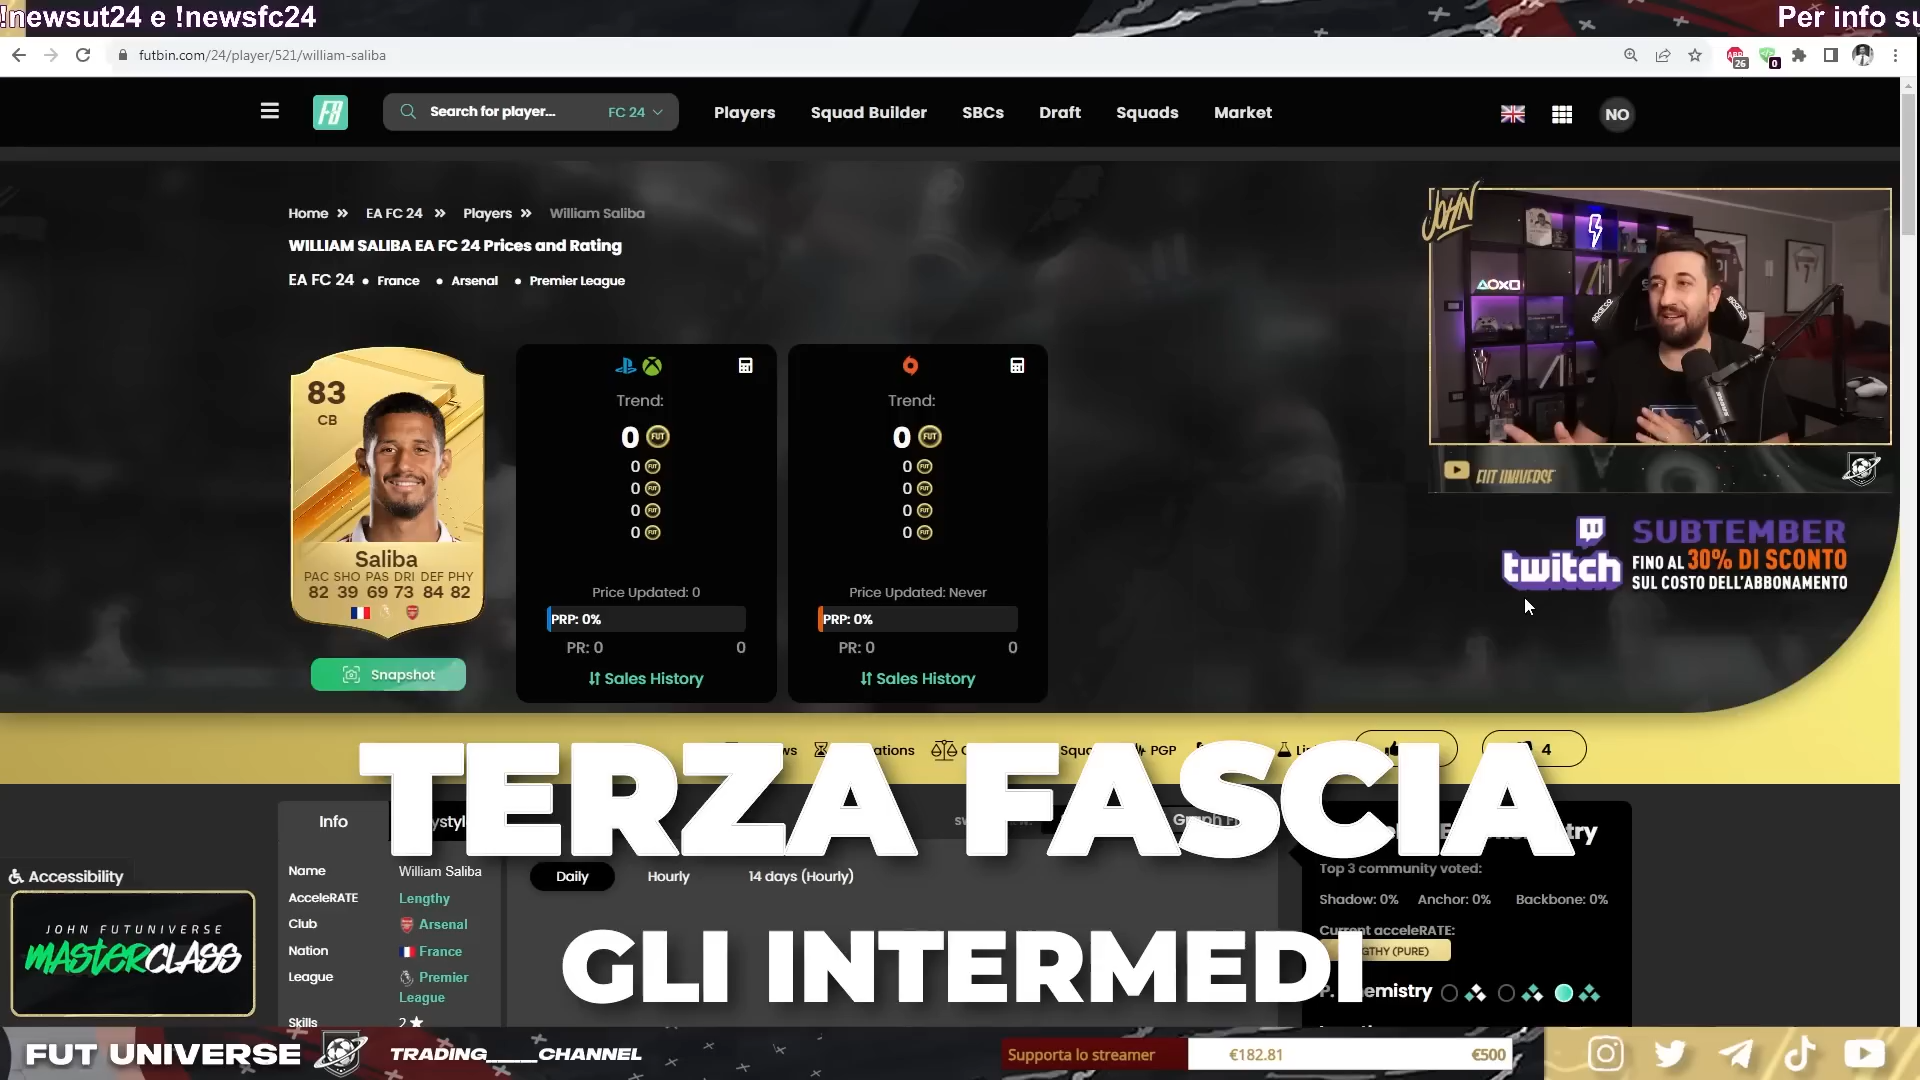 !newsut24 e !newsfc24
Per info su
futbin.com/24/player/521/william-saliba
26
0
Search for player...
FC 24
Players
Squad Builder
SBCs
Draft
Squads
Market
NO
Home » EA FC 24 » Players » William Saliba
WILLIAM SALIBA EA FC 24 Prices and Rating
EA FC 24 • France • Arsenal • Premier League
JOHN
83
CB
Saliba
PAC SHO PAS DRI DEF PHY
82 39 69 73 84 82
Snapshot
Trend:
0
0
0
0
0
Price Updated: 0
PRP: 0%
PR: 0
0
Sales History
Trend:
0
0
0
0
0
Price Updated: Never
PRP: 0%
PR: 0
0
Sales History
FUT UNIVERSE
twitch
SUBTEMBER
FINO AL 30% DI SCONTO
SUL COSTO DELL'ABBONAMENTO
PGP
4
TERZA FASCIA
GLI INTERMEDI
Info
Name
William Saliba
AcceleRATE
Lengthy
Club
Arsenal
Nation
France
League
Premier League
Skills
2
Daily
Hourly
14 days (Hourly)
Top 3 community voted:
Shadow: 0% Anchor: 0% Backbone: 0%
Current acceleRATE:
Accessibility
JOHN FUTUNIVERSE
MASTERCLASS
FUT UNIVERSE
TRADING____CHANNEL
Supporta lo streamer
€182.81
€500